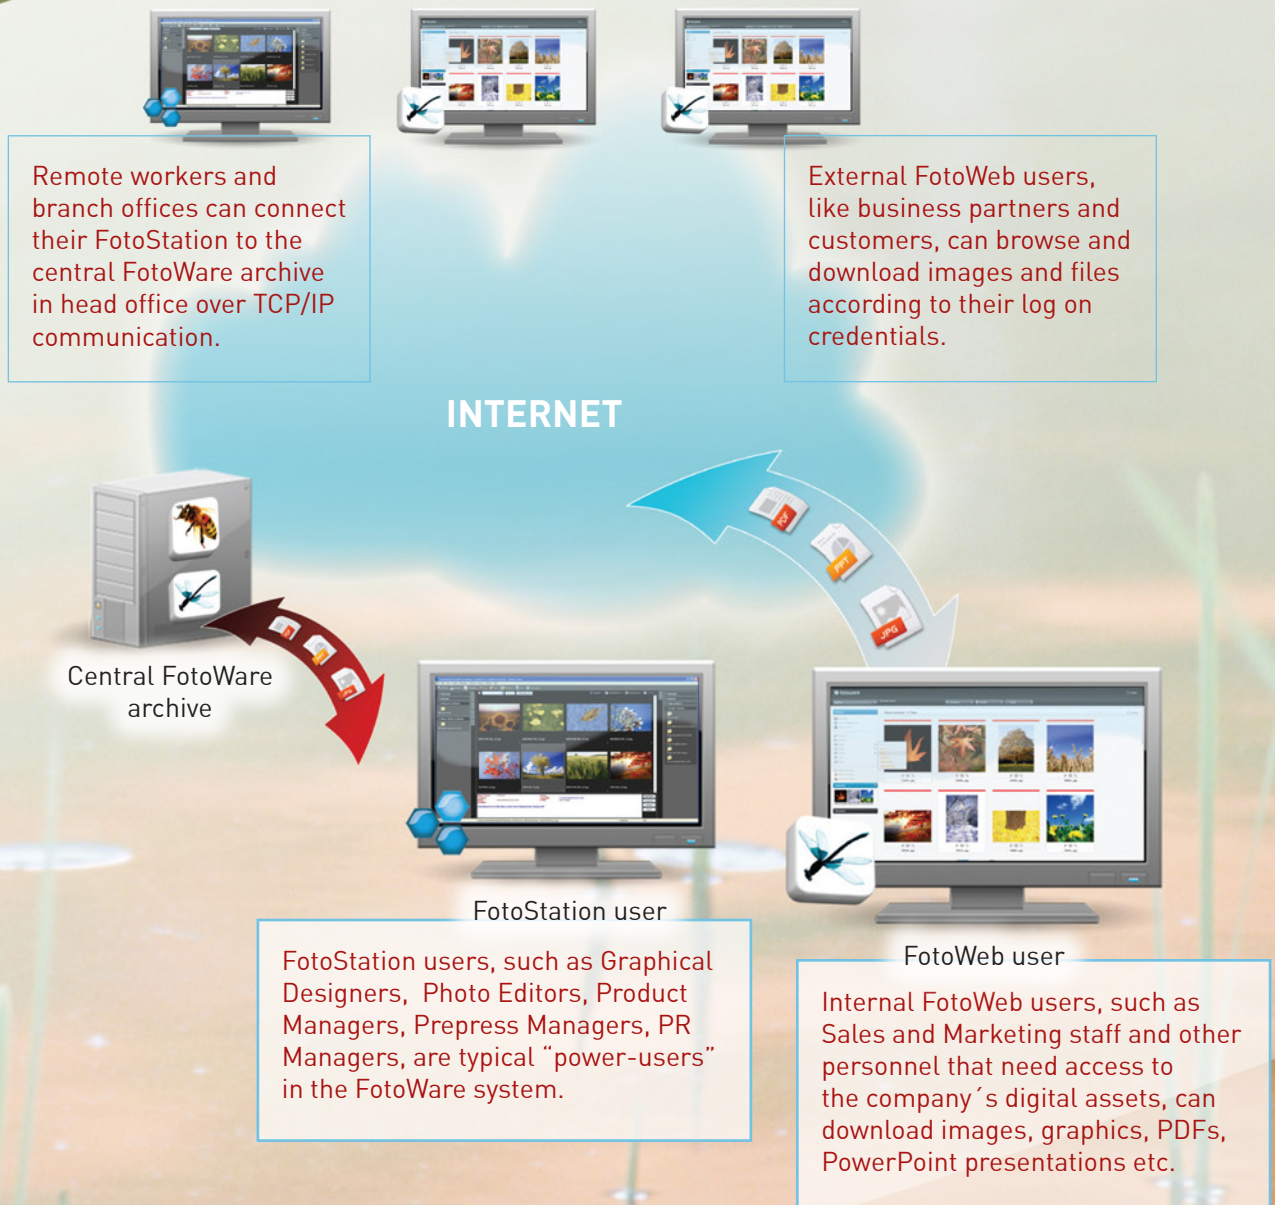 Remote workers and
branch offices can connect
their FotoStation to the
central FotoWare archive
in head office over TCP/IP
communication.
External FotoWeb users,
like business partners and
customers, can browse and
download images and files
according to their log on
credentials.
INTERNET
PDF
PPT
JPG
Central FotoWare
archive
FotoStation user
FotoStation users, such as Graphical
Designers, Photo Editors, Product
Managers, Prepress Managers, PR
Managers, are typical “power-users”
in the FotoWare system.
FotoWeb user
Internal FotoWeb users, such as
Sales and Marketing staff and other
personnel that need access to
the company´s digital assets, can
download images, graphics, PDFs,
PowerPoint presentations etc.